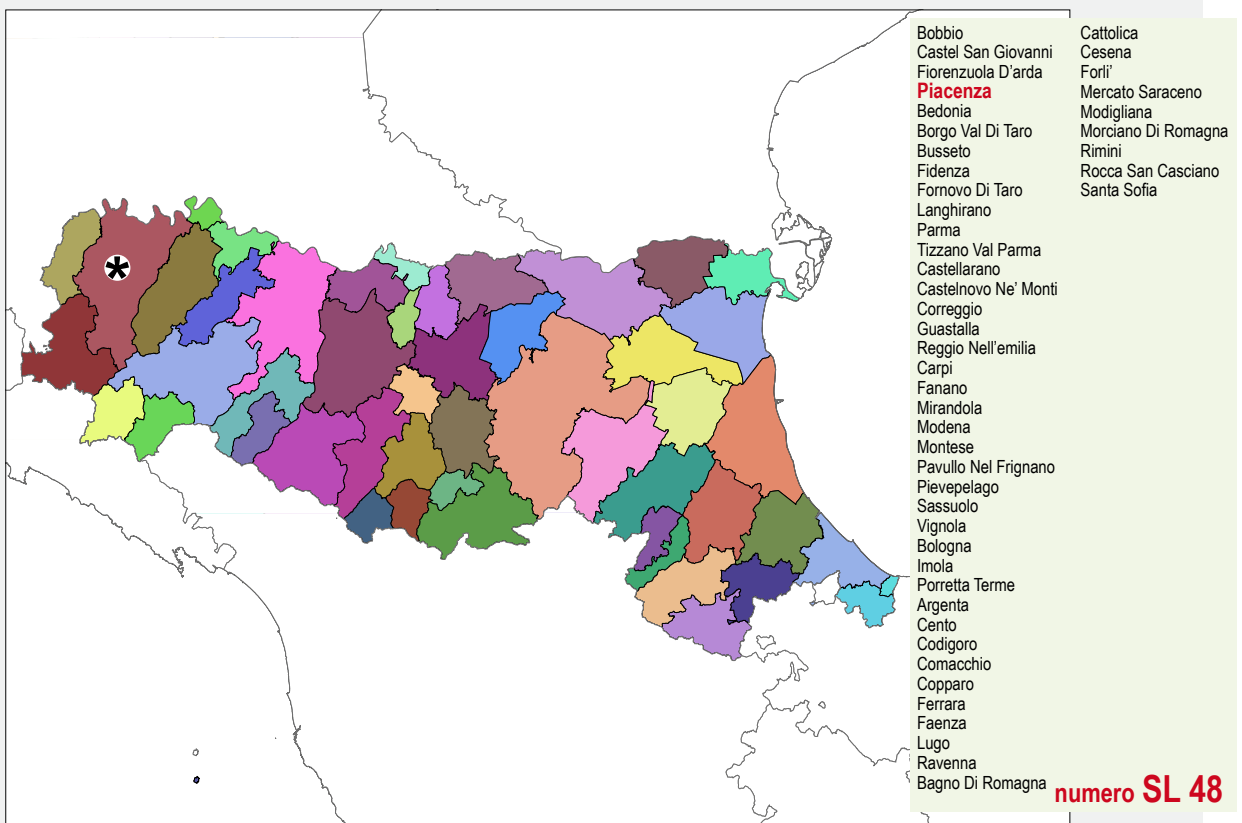 Bobbio
Castel San Giovanni
Fiorenzuola D'arda
Piacenza
Bedonia
Borgo Val Di Taro
Busseto
Fidenza
Fornovo Di Taro
Langhirano
Parma
Tizzano Val Parma
Castellarano
Castelnovo Ne' Monti
Correggio
Guastalla
Reggio Nell'emilia
Carpi
Fanano
Mirandola
Modena
Montese
Pavullo Nel Frignano
Pievepelago
Sassuolo
Vignola
Bologna
Imola
Porretta Terme
Argenta
Cento
Codigoro
Comacchio
Copparo
Ferrara
Faenza
Lugo
Ravenna
Bagno Di Romagna
Cattolica
Cesena
Forli'
Mercato Saraceno
Modigliana
Morciano Di Romagna
Rimini
Rocca San Casciano
Santa Sofia
numero SL 48